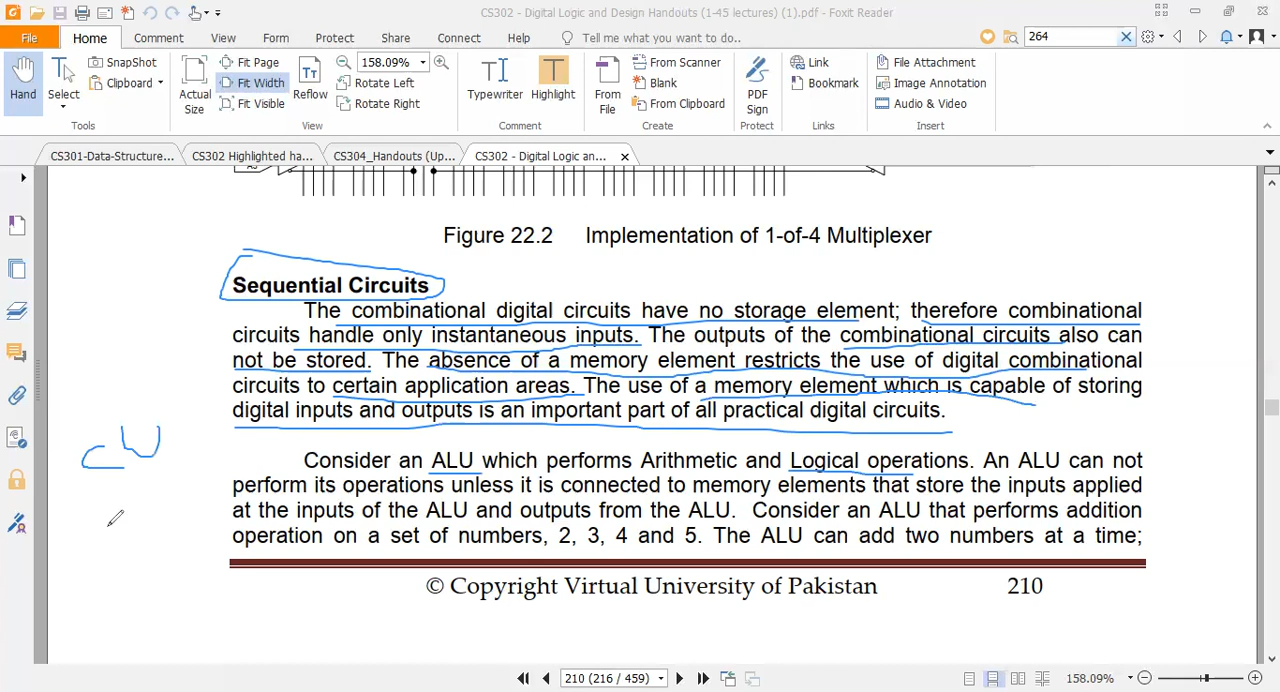 CS302 - Digital Logic and Design Handouts (1-45 lectures) (1).pdf - Foxit Reader
File Home Comment View Form Protect Share Connect Help Tell me what you want to do.. 264
Hand Select SnapShot Clipboard Actual Size Fit Page Fit Width Fit Visible Reflow 158.09% Rotate Left Rotate Right Typewriter Highlight From File From Scanner Blank From Clipboard PDF Sign Link Bookmark File Attachment Image Annotation Audio & Video
Tools View Comment Create Protect Links Insert
CS301-Data-Structure... CS302 Highlighted ha... CS304_Handouts (Up... CS302 - Digital Logic an...
Figure 22.2 Implementation of 1-of-4 Multiplexer
Sequential Circuits
The combinational digital circuits have no storage element; therefore combinational
circuits handle only instantaneous inputs. The outputs of the combinational circuits also can
not be stored. The absence of a memory element restricts the use of digital combinational
circuits to certain application areas. The use of a memory element which is capable of storing
digital inputs and outputs is an important part of all practical digital circuits.
CU
Consider an ALU which performs Arithmetic and Logical operations. An ALU can not
perform its operations unless it is connected to memory elements that store the inputs applied
at the inputs of the ALU and outputs from the ALU. Consider an ALU that performs addition
operation on a set of numbers, 2, 3, 4 and 5. The ALU can add two numbers at a time;
© Copyright Virtual University of Pakistan 210
210 (216 / 459) 158.09%